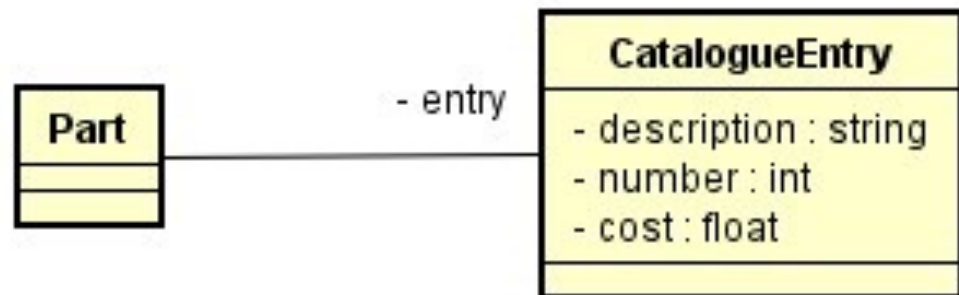 Part
- entry
CatalogueEntry
- description : string
- number : int
- cost : float